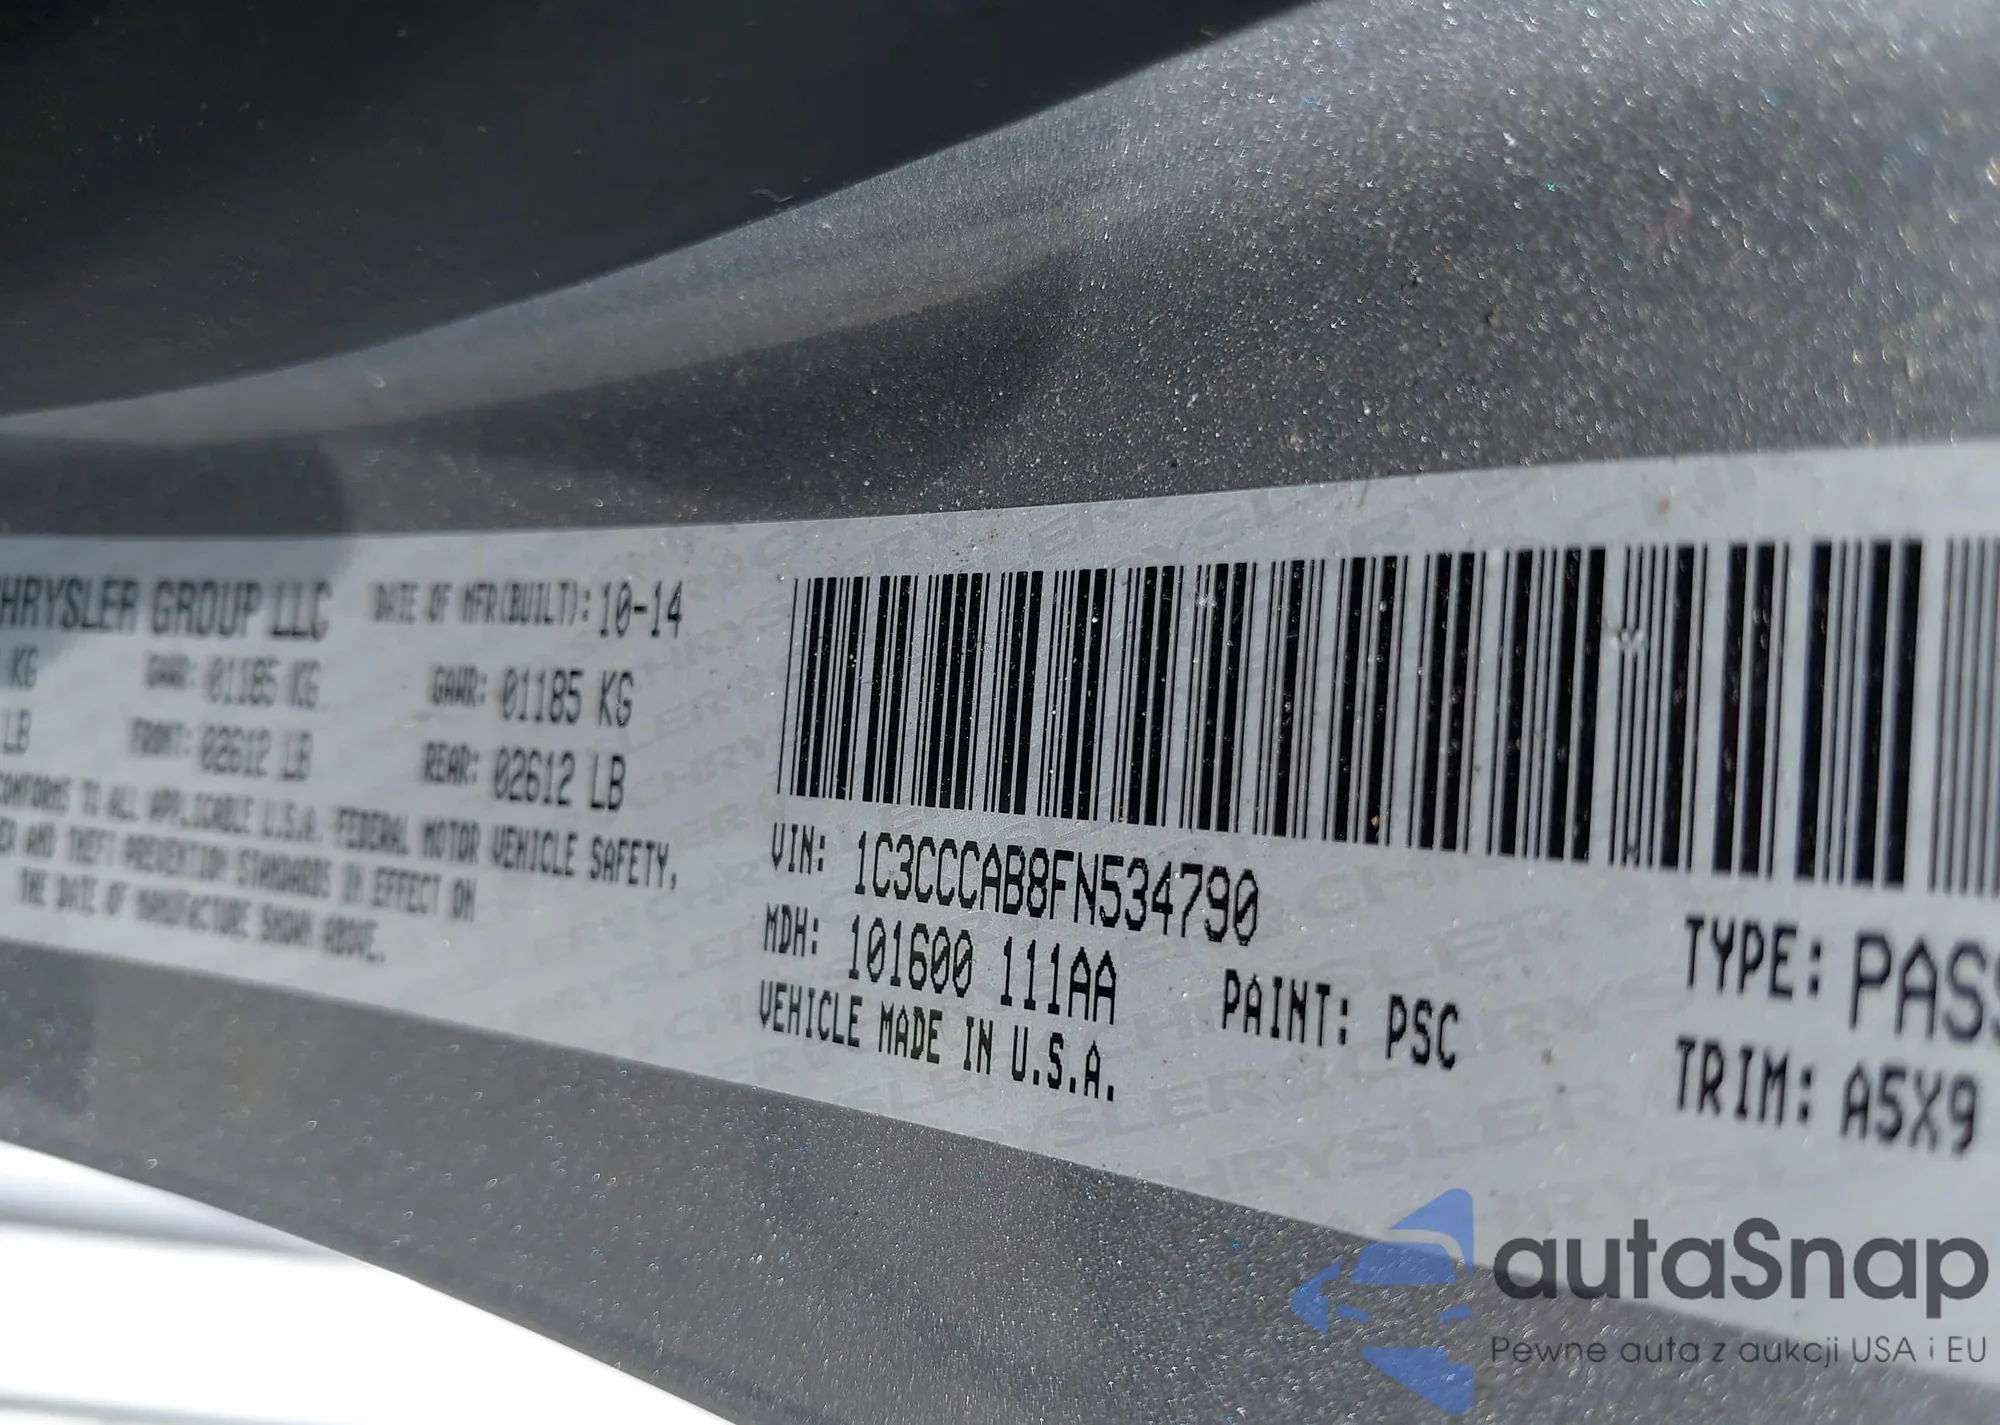 HRYSLER GROUP LLC DATE OF MFR(BUILT): 10-14
KG GAWR: 01185 KG GAWR: 01185 KG
LB FRONT: 02612 LB REAR: 02612 LB
CONFORMS TO ALL APPLICABLE U.S.A. FEDERAL MOTOR VEHICLE SAFETY,
ER AND THEFT PREVENTION STANDARDS IN EFFECT ON
THE DATE OF MANUFACTURE SHOWN ABOVE.
VIN: 1C3CCCAB8FN534790
MDH: 101600 111AA PAINT: PSC TYPE: PASS
VEHICLE MADE IN U.S.A. TRIM: A5X9
autaSnap
Pewne auta z aukcji USA i EU